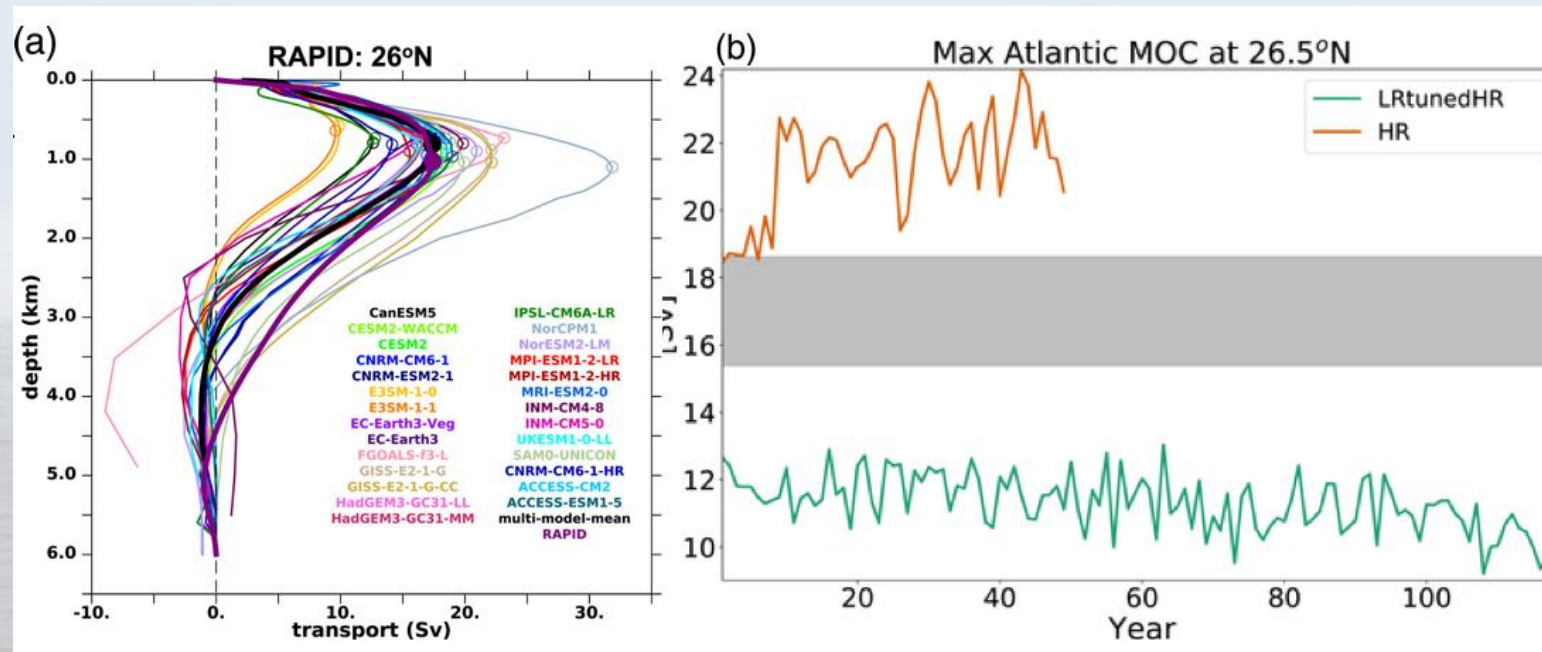 (a)
RAPID: 26ºN
0.0
1.0
2.0
3.0
4.0
5.0
6.0
depth (km)
CanESM5
CESM2-WACCM
CESM2
CNRM-CM6-1
CNRM-ESM2-1
E3SM-1-0
E3SM-1-1
EC-Earth3-Veg
EC-Earth3
FGOALS-f3-L
GISS-E2-1-G
GISS-E2-1-G-CC
HadGEM3-GC31-LL
HadGEM3-GC31-MM
IPSL-CM6A-LR
NorCPM1
NorESM2-LM
MPI-ESM1-2-LR
MPI-ESM1-2-HR
MRI-ESM2-0
INM-CM4-8
INM-CM5-0
UKESM1-0-LL
SAM0-UNICON
CNRM-CM6-1-HR
ACCESS-CM2
ACCESS-ESM1-5
multi-model-mean
RAPID
-10. 0. 10. 20. 30.
transport (Sv)
(b)
Max Atlantic MOC at 26.5ºN
24
22
20
18
16
14
12
10
LRtunedHR
HR
20 40 60 80 100
Year